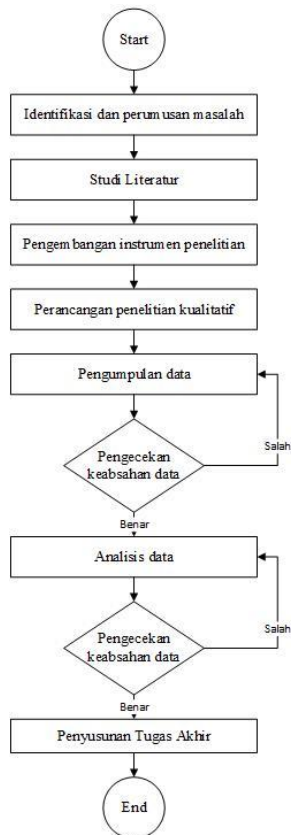 Start
Identifikasi dan perumusan masalah
Studi Literatur
Pengembangan instrumen penelitian
Perancangan penelitian kualitatif
Pengumpulan data
Pengecekan
keabsahan data
Salah
Benar
Analisis data
Pengecekan
keabsahan data
Salah
Benar
Penyusunan Tugas Akhir
End